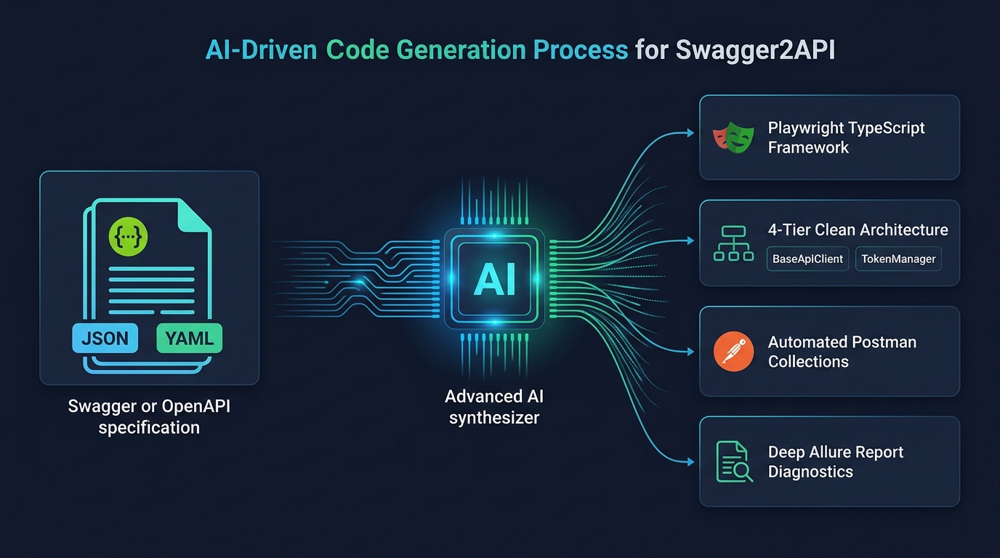 AI-Driven Code Generation Process for Swagger2API
{···}
JSON
YAML
Swagger or OpenAPI
specification
AI
Advanced AI
synthesizer
Playwright TypeScript
Framework
4-Tier Clean Architecture
BaseApiClient
TokenManager
Automated Postman
Collections
Deep Allure Report
Diagnostics